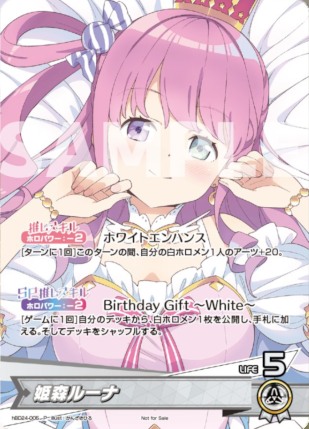 SAMPLE
推しスキル
ホロパワー:-2
ホワイトエンハンス
[ターンに1回]このターンの間、自分の白ホロメン1人のアーツ+20。
SP推しスキル
ホロパワー:-2
Birthday Gift ~White~
[ゲームに1回]自分のデッキから、白ホロメン1枚を公開し、手札に加える。そしてデッキをシャッフルする。
LIFE 5
姫森ルーナ
Not for Sale